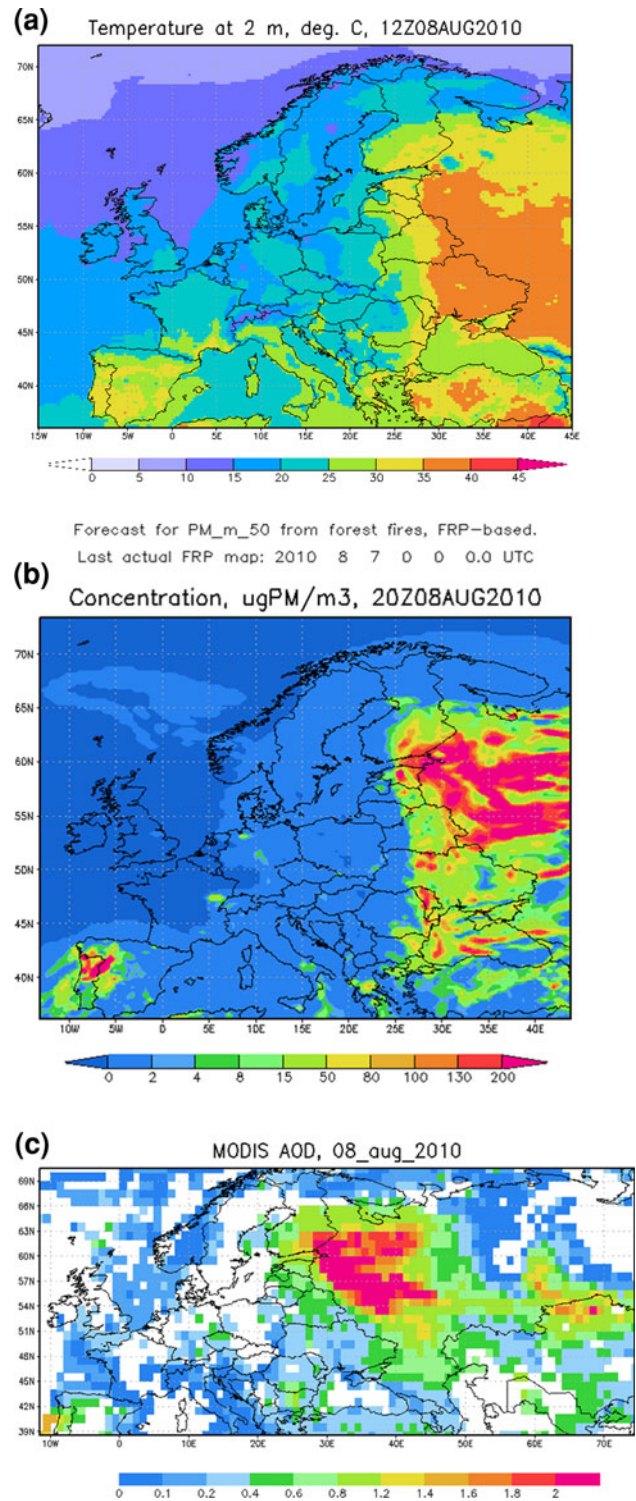 (a)
Temperature at 2 m, deg. C, 12Z08AUG2010
70N
65N
60N
55N
50N
45N
40N
15W 10W 5W 0 5E 10E 15E 20E 25E 30E 35E 40E 45E
0 5 10 15 20 25 30 35 40 45
Forecast for PM_m_50 from forest fires, FRP-based.
Last actual FRP map: 2010 8 7 0 0 0.0 UTC
(b)
Concentration, ugPM/m3, 20Z08AUG2010
70N
65N
60N
55N
50N
45N
40N
10W 5W 0 5E 10E 15E 20E 25E 30E 35E 40E
0 2 4 8 15 50 80 100 130 200
(c)
MODIS AOD, 08_aug_2010
69N
66N
63N
60N
57N
54N
51N
48N
45N
42N
39N
10W 0 10E 20E 30E 40E 50E 60E 70E
0 0.1 0.2 0.4 0.6 0.8 1.2 1.4 1.6 1.8 2